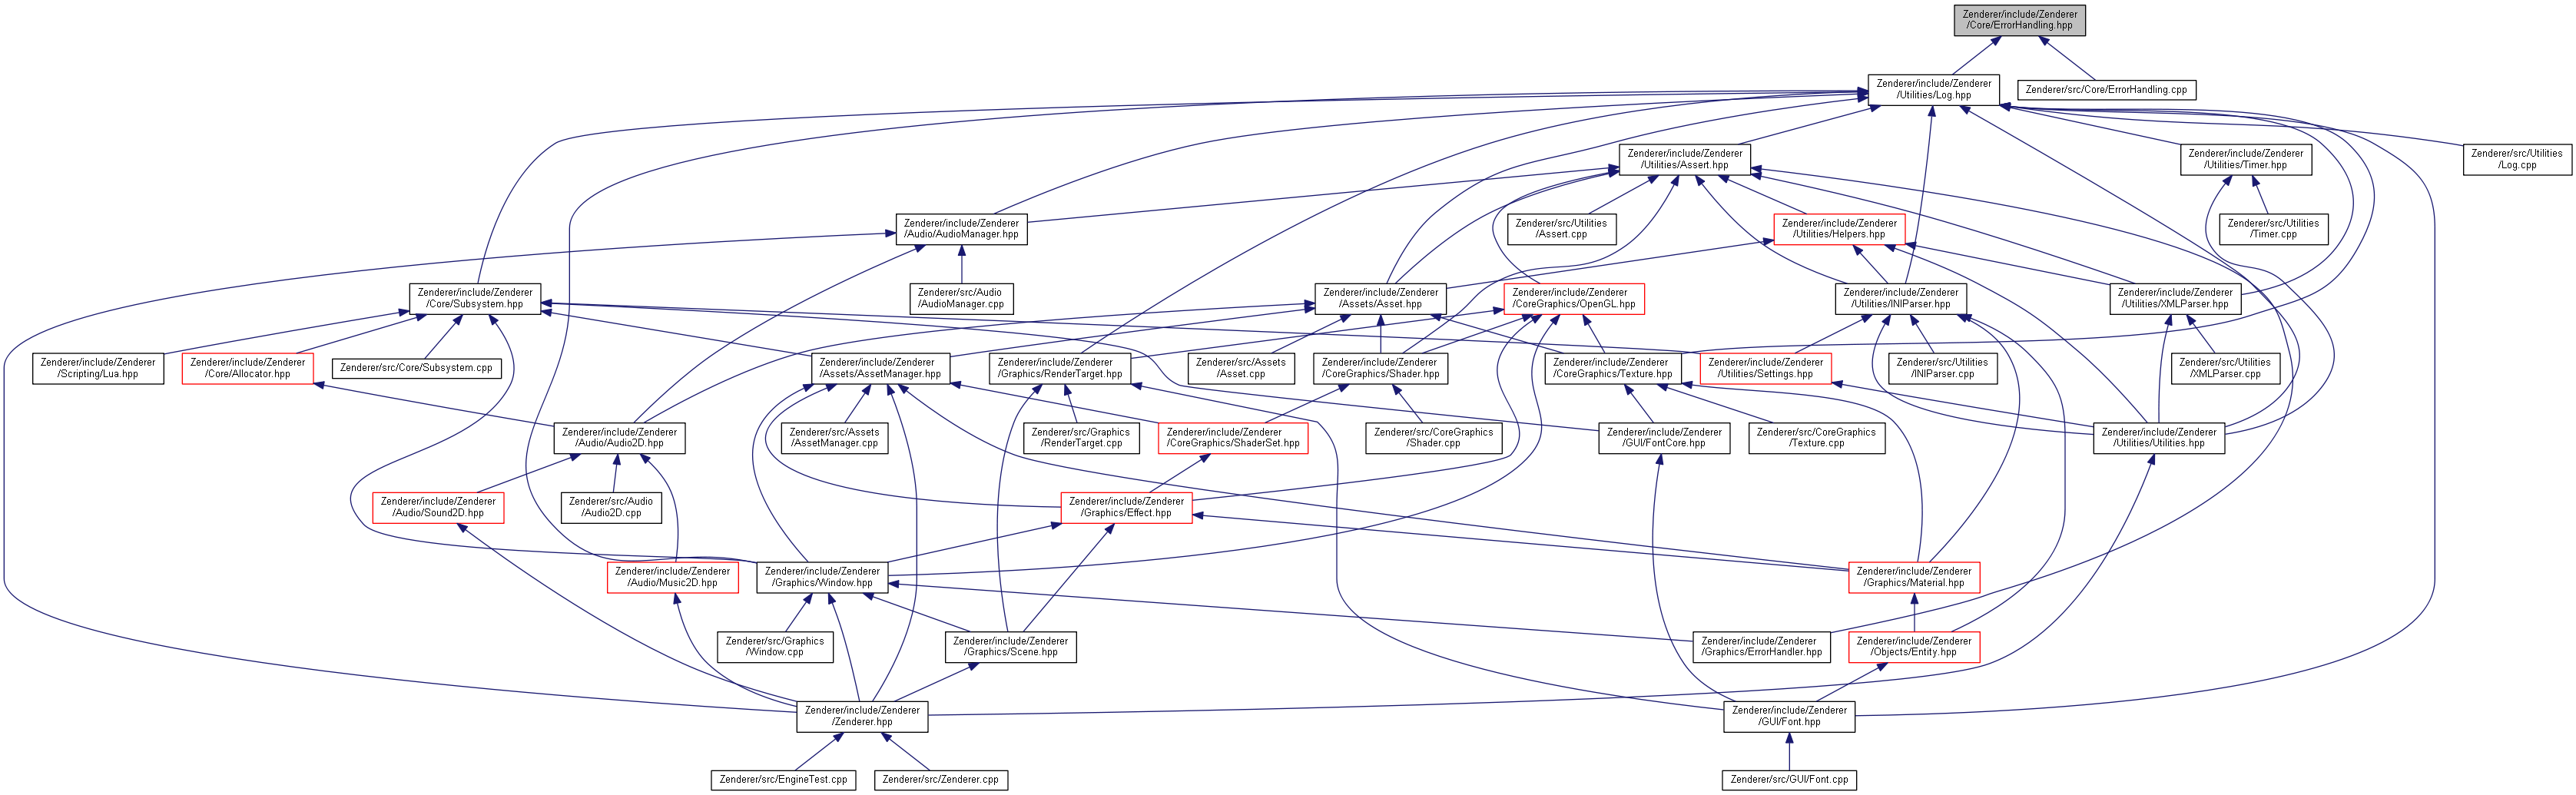 Zenderer/include/Zenderer
/Core/ErrorHandling.hpp
Zenderer/include/Zenderer
/Utilities/Log.hpp
Zenderer/src/Core/ErrorHandling.cpp
Zenderer/include/Zenderer
/Utilities/Assert.hpp
Zenderer/include/Zenderer
/Utilities/Timer.hpp
Zenderer/src/Utilities
/Log.cpp
Zenderer/include/Zenderer
/Audio/AudioManager.hpp
Zenderer/src/Utilities
/Assert.cpp
Zenderer/include/Zenderer
/Utilities/Helpers.hpp
Zenderer/src/Utilities
/Timer.cpp
Zenderer/include/Zenderer
/Core/Subsystem.hpp
Zenderer/src/Audio
/AudioManager.cpp
Zenderer/include/Zenderer
/Assets/Asset.hpp
Zenderer/include/Zenderer
/CoreGraphics/OpenGL.hpp
Zenderer/include/Zenderer
/Utilities/INIParser.hpp
Zenderer/include/Zenderer
/Utilities/XMLParser.hpp
Zenderer/include/Zenderer
/Scripting/Lua.hpp
Zenderer/include/Zenderer
/Core/Allocator.hpp
Zenderer/src/Core/Subsystem.cpp
Zenderer/include/Zenderer
/Assets/AssetManager.hpp
Zenderer/include/Zenderer
/Graphics/RenderTarget.hpp
Zenderer/src/Assets
/Asset.cpp
Zenderer/include/Zenderer
/CoreGraphics/Shader.hpp
Zenderer/include/Zenderer
/CoreGraphics/Texture.hpp
Zenderer/include/Zenderer
/Utilities/Settings.hpp
Zenderer/src/Utilities
/INIParser.cpp
Zenderer/src/Utilities
/XMLParser.cpp
Zenderer/include/Zenderer
/Audio/Audio2D.hpp
Zenderer/src/Assets
/AssetManager.cpp
Zenderer/src/Graphics
/RenderTarget.cpp
Zenderer/include/Zenderer
/CoreGraphics/ShaderSet.hpp
Zenderer/src/CoreGraphics
/Shader.cpp
Zenderer/include/Zenderer
/GUI/FontCore.hpp
Zenderer/src/CoreGraphics
/Texture.cpp
Zenderer/include/Zenderer
/Utilities/Utilities.hpp
Zenderer/include/Zenderer
/Audio/Sound2D.hpp
Zenderer/src/Audio
/Audio2D.cpp
Zenderer/include/Zenderer
/Graphics/Effect.hpp
Zenderer/include/Zenderer
/Audio/Music2D.hpp
Zenderer/include/Zenderer
/Graphics/Window.hpp
Zenderer/include/Zenderer
/Graphics/Material.hpp
Zenderer/src/Graphics
/Window.cpp
Zenderer/include/Zenderer
/Graphics/Scene.hpp
Zenderer/include/Zenderer
/Graphics/ErrorHandler.hpp
Zenderer/include/Zenderer
/Objects/Entity.hpp
Zenderer/include/Zenderer
/Zenderer.hpp
Zenderer/include/Zenderer
/GUI/Font.hpp
Zenderer/src/EngineTest.cpp
Zenderer/src/Zenderer.cpp
Zenderer/src/GUI/Font.cpp